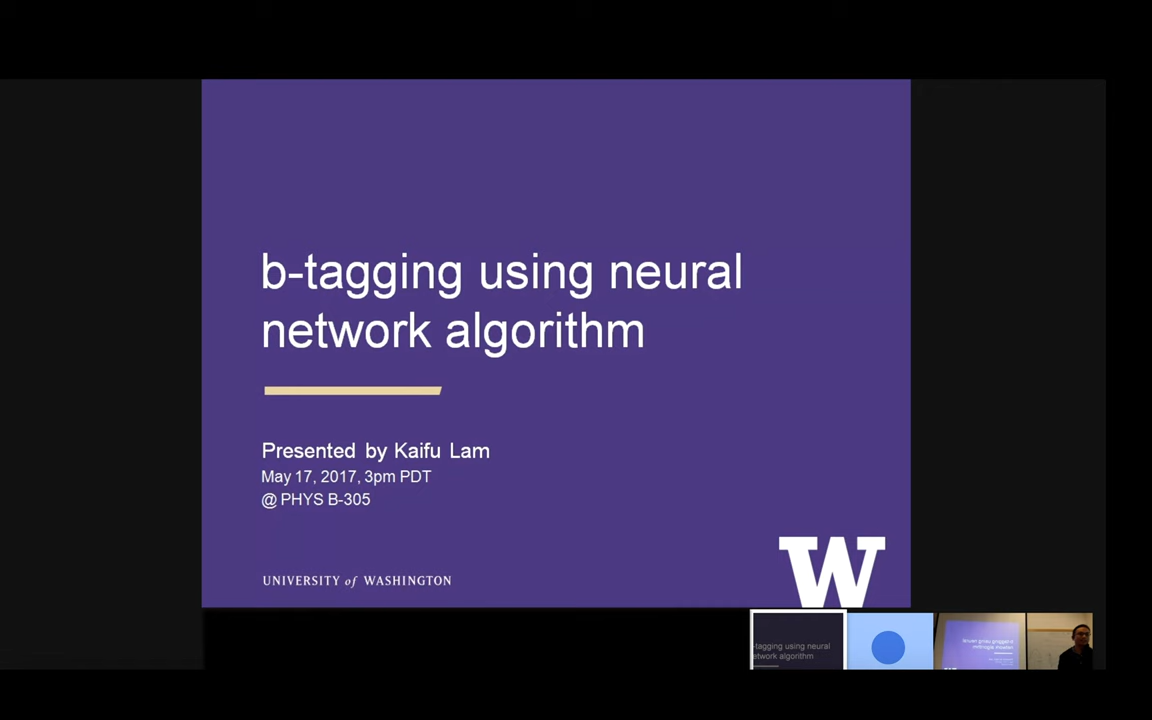 b-tagging using neural
network algorithm
Presented by Kaifu Lam
May 17, 2017, 3pm PDT
@ PHYS B-305
UNIVERSITY of WASHINGTON
W
-tagging using neural
etwork algorithm